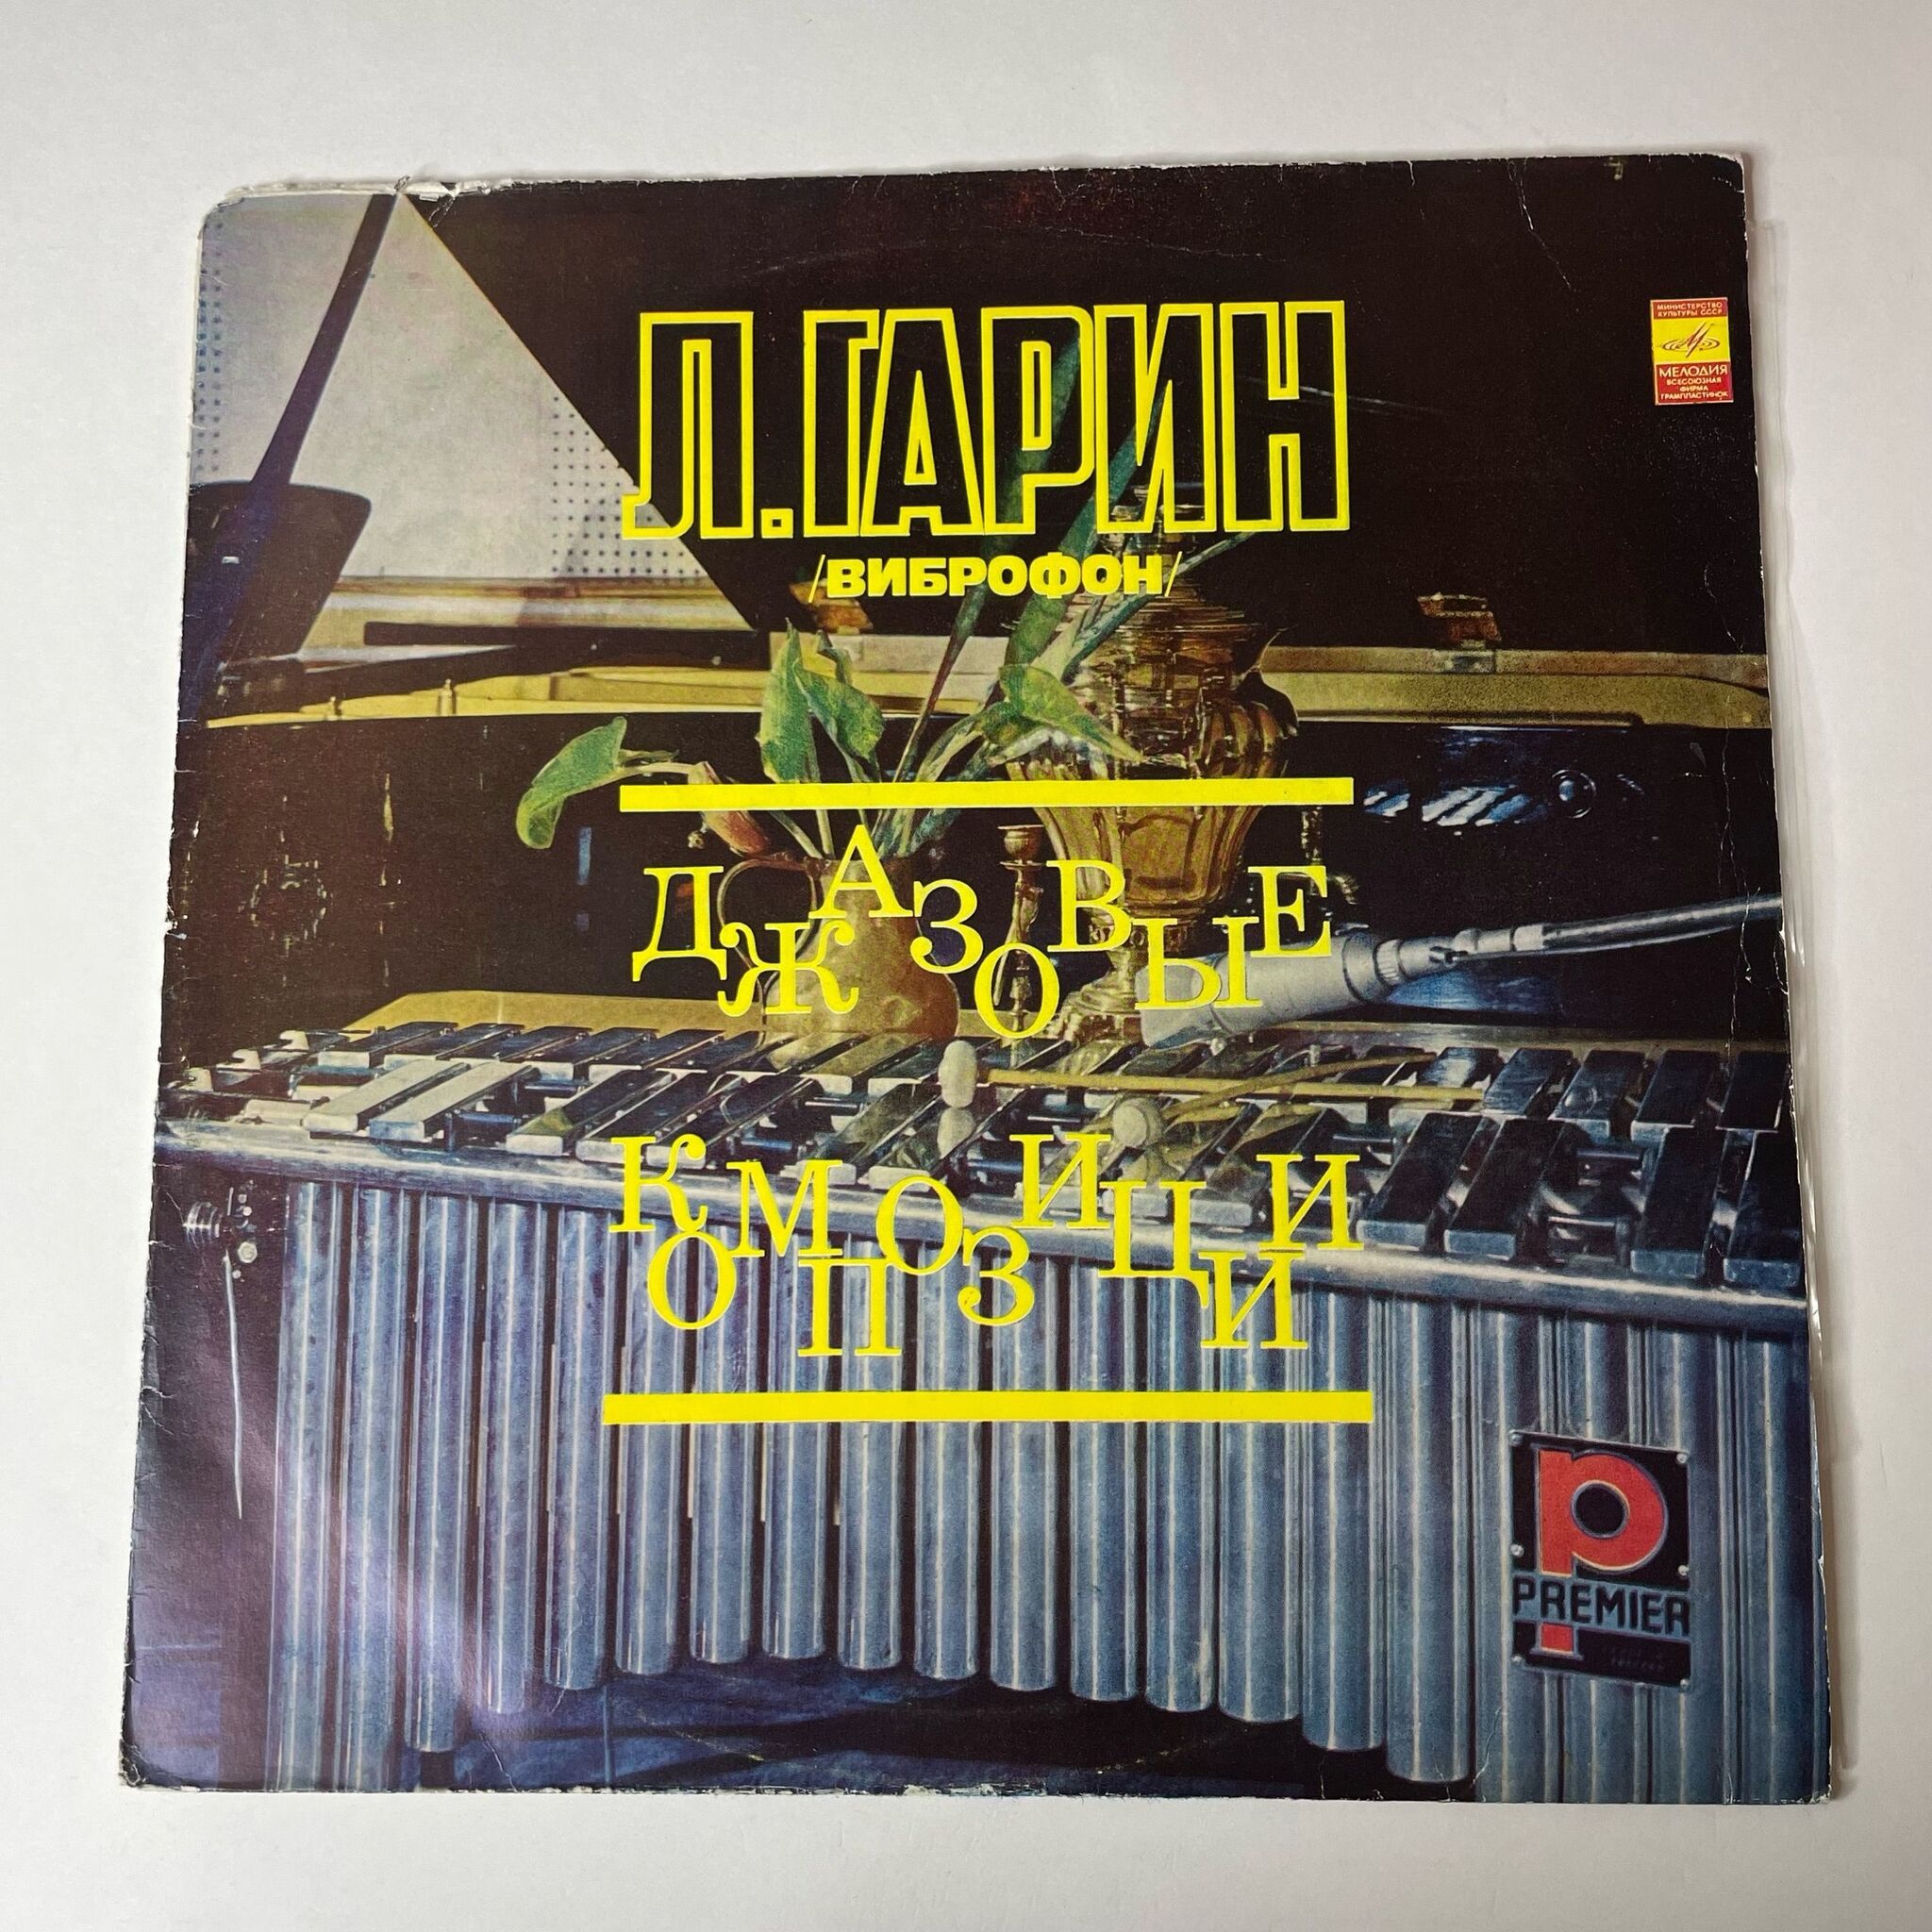 Л.ГАРИН
/ВИБРОФОН/
МИНИСТЕРСТВО
КУЛЬТУРЫ СССР
МЕЛОДИЯ
ВСЕСОЮЗНАЯ
ФИРМА
ГРАМПЛАСТИНОК
ДЖАЗОВЫЕ
КОМПОЗИЦИИ
PREMIER